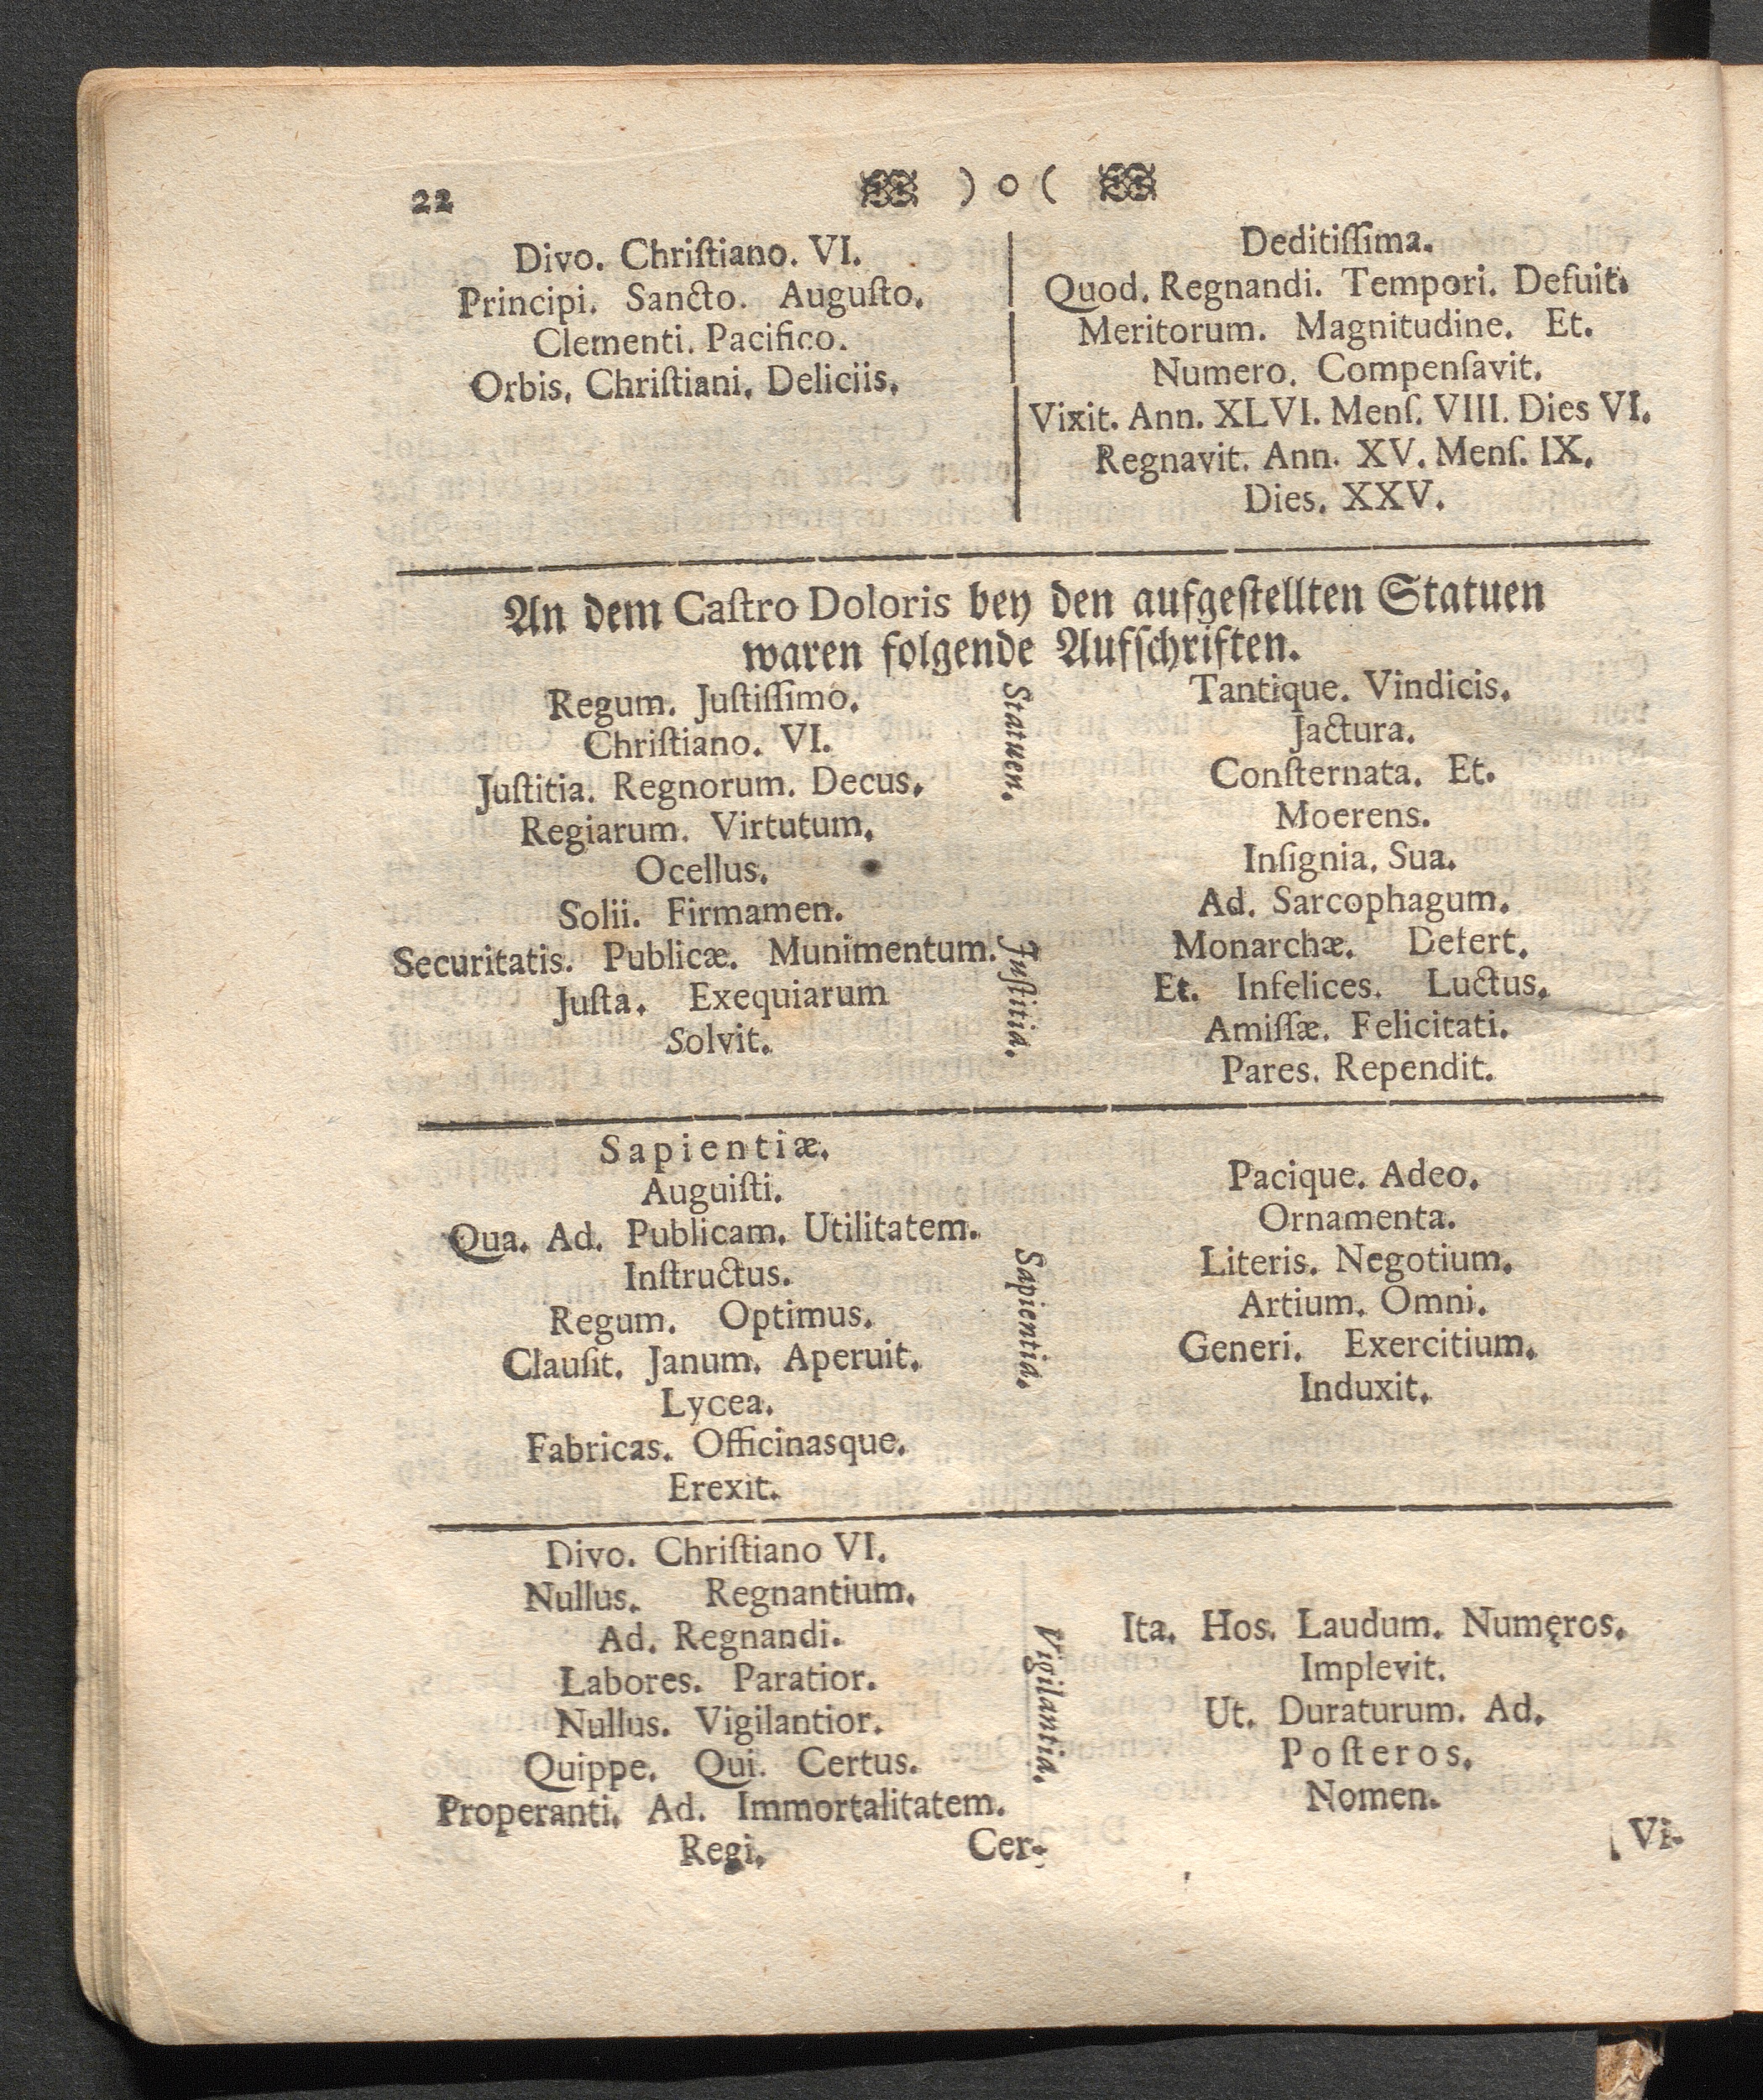 22 ) o (
Divo. Chriſtiano. VI.
Principi. Sancto. Auguſto.
Clementi. Pacifico.
Orbis. Chriſtiani. Deliciis.
Deditiſſima.
Quod. Regnandi. Tempori. Defuit.
Meritorum. Magnitudine. Et.
Numero. Compenſavit.
Vixit. Ann. XLVI. Menſ. VIII. Dies VI.
Regnavit. Ann. XV. Menſ. IX.
Dies. XXV.
An dem Caſtro Doloris bey den aufgeſtellten Statuen
waren folgende Aufſchriften.
Regum. Juſtiſſimo.
Chriſtiano. VI.
Juſtitia. Regnorum. Decus.
Regiarum. Virtutum.
Ocellus.
Solii. Firmamen.
Securitatis. Publicæ. Munimentum.
Juſta. Exequiarum
Solvit.
Statuen.
Juſtitia.
Tantique. Vindicis.
Jactura.
Conſternata. Et.
Moerens.
Inſignia. Sua.
Ad. Sarcophagum.
Monarchæ. Defert.
Et. Infelices. Luctus.
Amiſſæ. Felicitati.
Pares. Rependit.
Sapientiæ.
Auguiſti.
Qua. Ad. Publicam. Utilitatem.
Inſtructus.
Regum. Optimus.
Clauſit. Janum. Aperuit.
Lycea.
Fabricas. Officinasque.
Erexit.
Sapientia.
Pacique. Adeo.
Ornamenta.
Literis. Negotium.
Artium. Omni.
Generi. Exercitium.
Induxit.
Divo. Chriſtiano VI.
Nullus. Regnantium.
Ad. Regnandi.
Labores. Paratior.
Nullus. Vigilantior.
Quippe. Qui. Certus.
Properanti. Ad. Immortalitatem.
Regi. Cer-
Vigilantia.
Ita. Hos. Laudum. Numęros.
Implevit.
Ut. Duraturum. Ad.
Poſteros.
Nomen.
Vi-